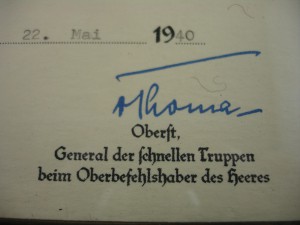 22. Mai 1940
Thoma
Oberst,
General der schnellen Truppen
beim Oberbefehlshaber des Heeres